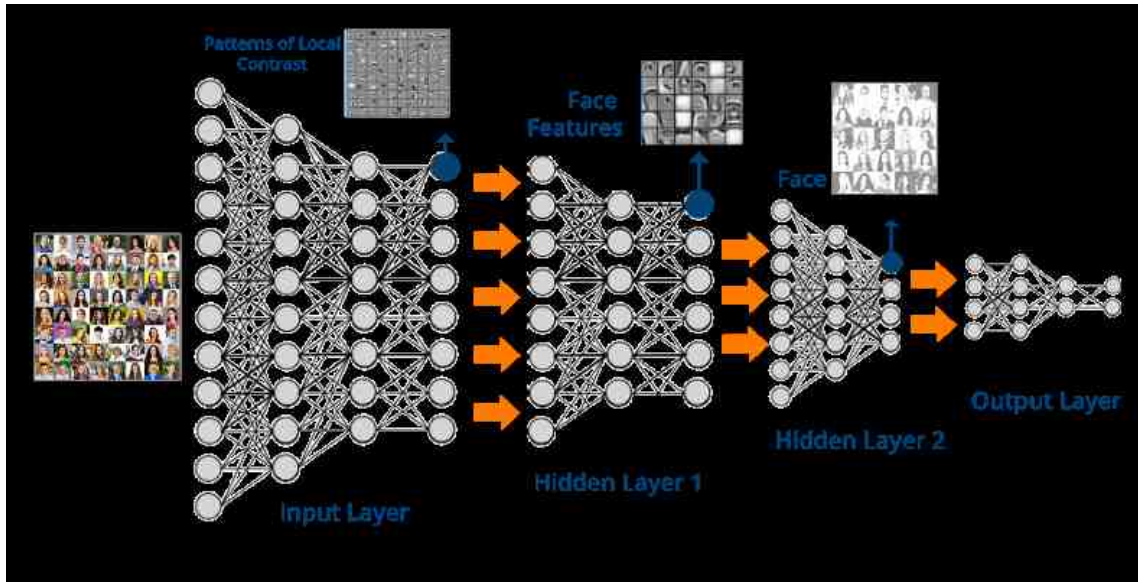 Patterns of Local
Contrast
Face
Features
Face
Input Layer
Hidden Layer 1
Hidden Layer 2
Output Layer